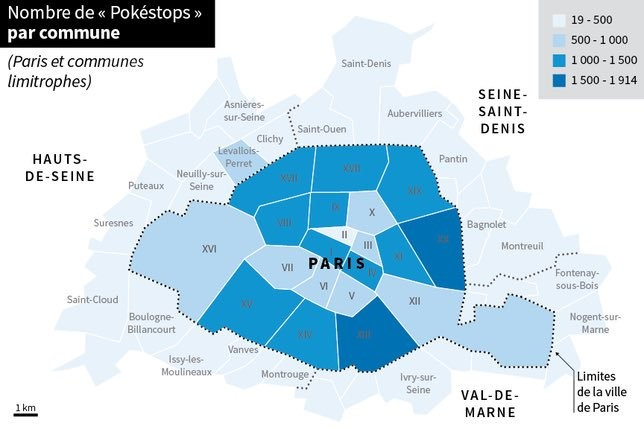 Nombre de « Pokéstops »
par commune
(Paris et communes
limitrophes)
19 - 500
500 - 1 000
1 000 - 1 500
1 500 - 1 914
Saint-Denis
SEINE-
SAINT-
DENIS
Asnières-
sur-Seine
Aubervilliers
Saint-Ouen
Clichy
HAUTS-
DE-SEINE
Levallois-
Perret
Pantin
Neuilly-sur-
Seine
Puteaux
XVII
XVII
XIX
Suresnes
VIII
IX
X
Bagnolet
II
III
XX
Montreuil
XVI
XI
PARIS
VII
IV
Fontenay-
sous-Bois
VI
V
XII
Saint-Cloud
XV
Boulogne-
Billancourt
XIV
XIII
Nogent-sur-
Marne
Vanves
Issy-les-
Moulineaux
Montrouge
Ivry-sur-
Seine
VAL-DE-
MARNE
Limites
de la ville
de Paris
1 km